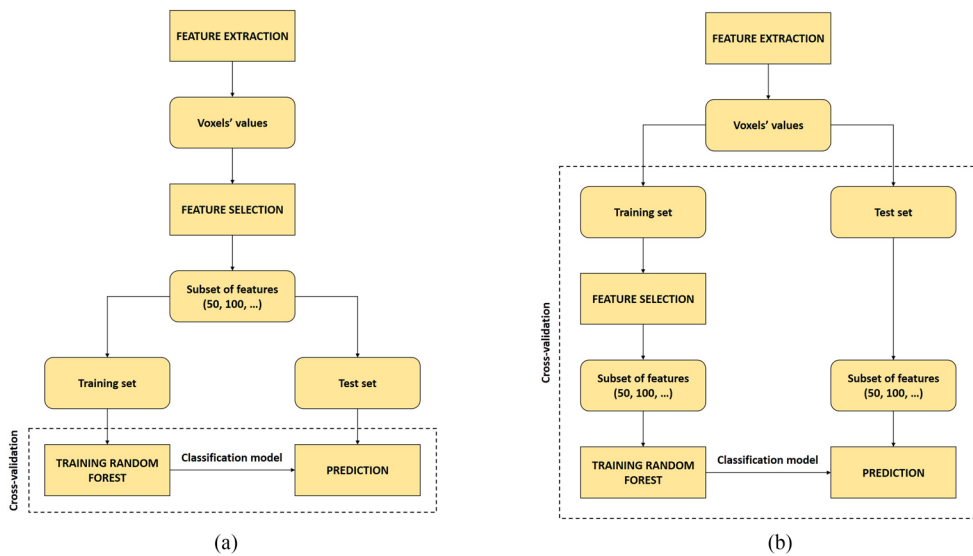 FEATURE EXTRACTION
Voxels' values
FEATURE SELECTION
Subset of features
(50, 100, ...)
Training set
Test set
Cross-validation
TRAINING RANDOM
FOREST
Classification model
PREDICTION
(a)
FEATURE EXTRACTION
Voxels' values
Training set
Test set
FEATURE SELECTION
Cross-validation
Subset of features
(50, 100, ...)
Subset of features
(50, 100, ...)
TRAINING RANDOM
FOREST
Classification model
PREDICTION
(b)